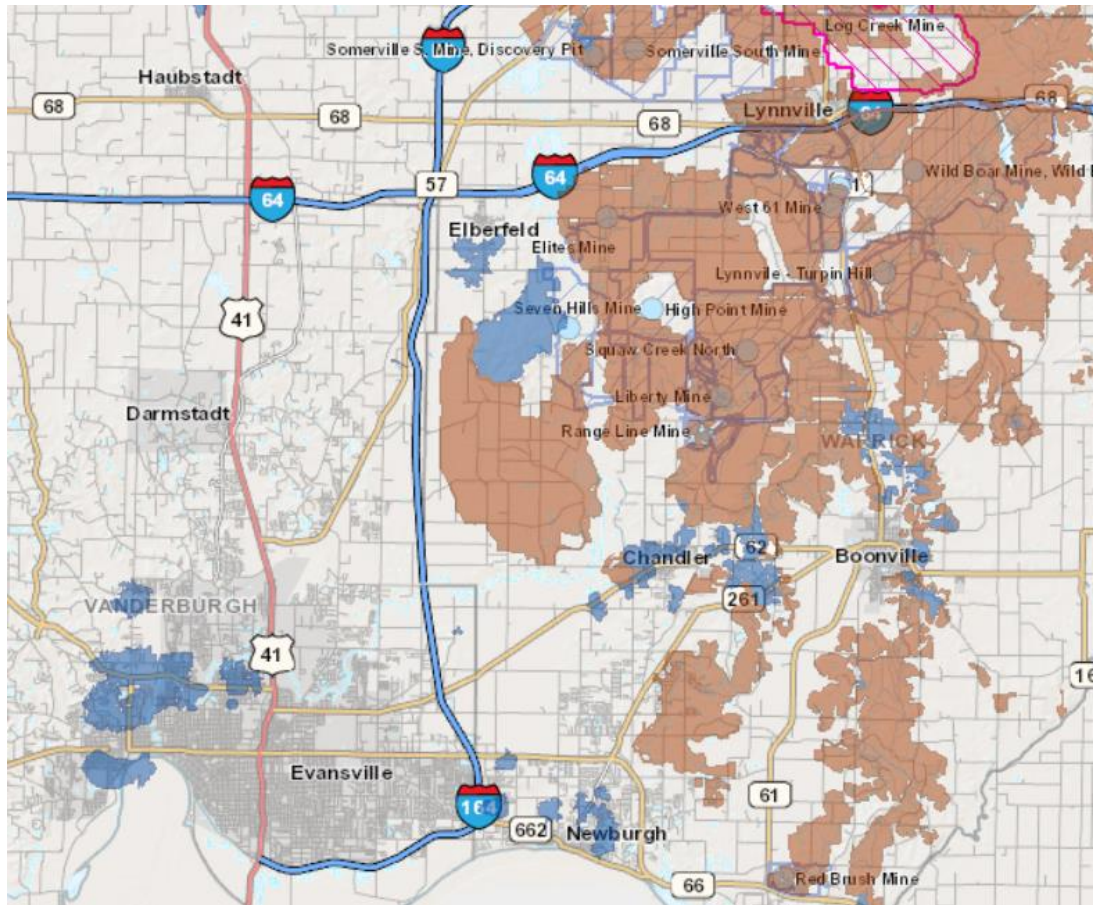 Log Creek Mine
Somerville S. Mine, Discovery Pit
Somerville South Mine
Haubstadt
68
68
68
68
Lynnville
64
64
64
57
Wild Boar Mine, Wild
West 61 Mine
Elberfeld
Elites Mine
Lynnville - Turpin Hill
41
Seven Hills Mine
High Point Mine
Squaw Creek North
Liberty Mine
Darmstadt
Range Line Mine
WARRICK
Chandler
62
Boonville
261
VANDERBURGH
41
16
Evansville
164
61
662
Newburgh
66
Red Brush Mine